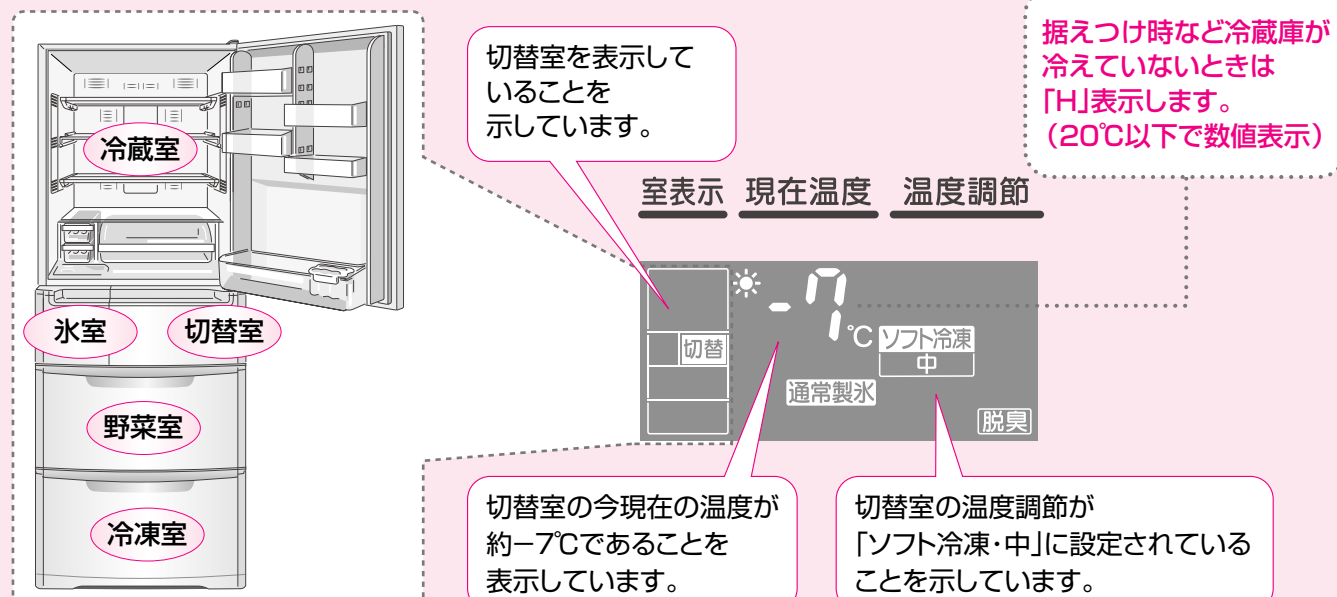 冷蔵室
氷室
切替室
野菜室
冷凍室
切替室を表示して
いることを
示しています。
据えつけ時など冷蔵庫が
冷えていないときは
「H」表示します。
(20℃以下で数値表示)
室表示 現在温度 温度調節
-7
℃
切替
ソフト冷凍
中
通常製氷
脱臭
切替室の今現在の温度が
約−7℃であることを
表示しています。
切替室の温度調節が
「ソフト冷凍・中」に設定されている
ことを示しています。